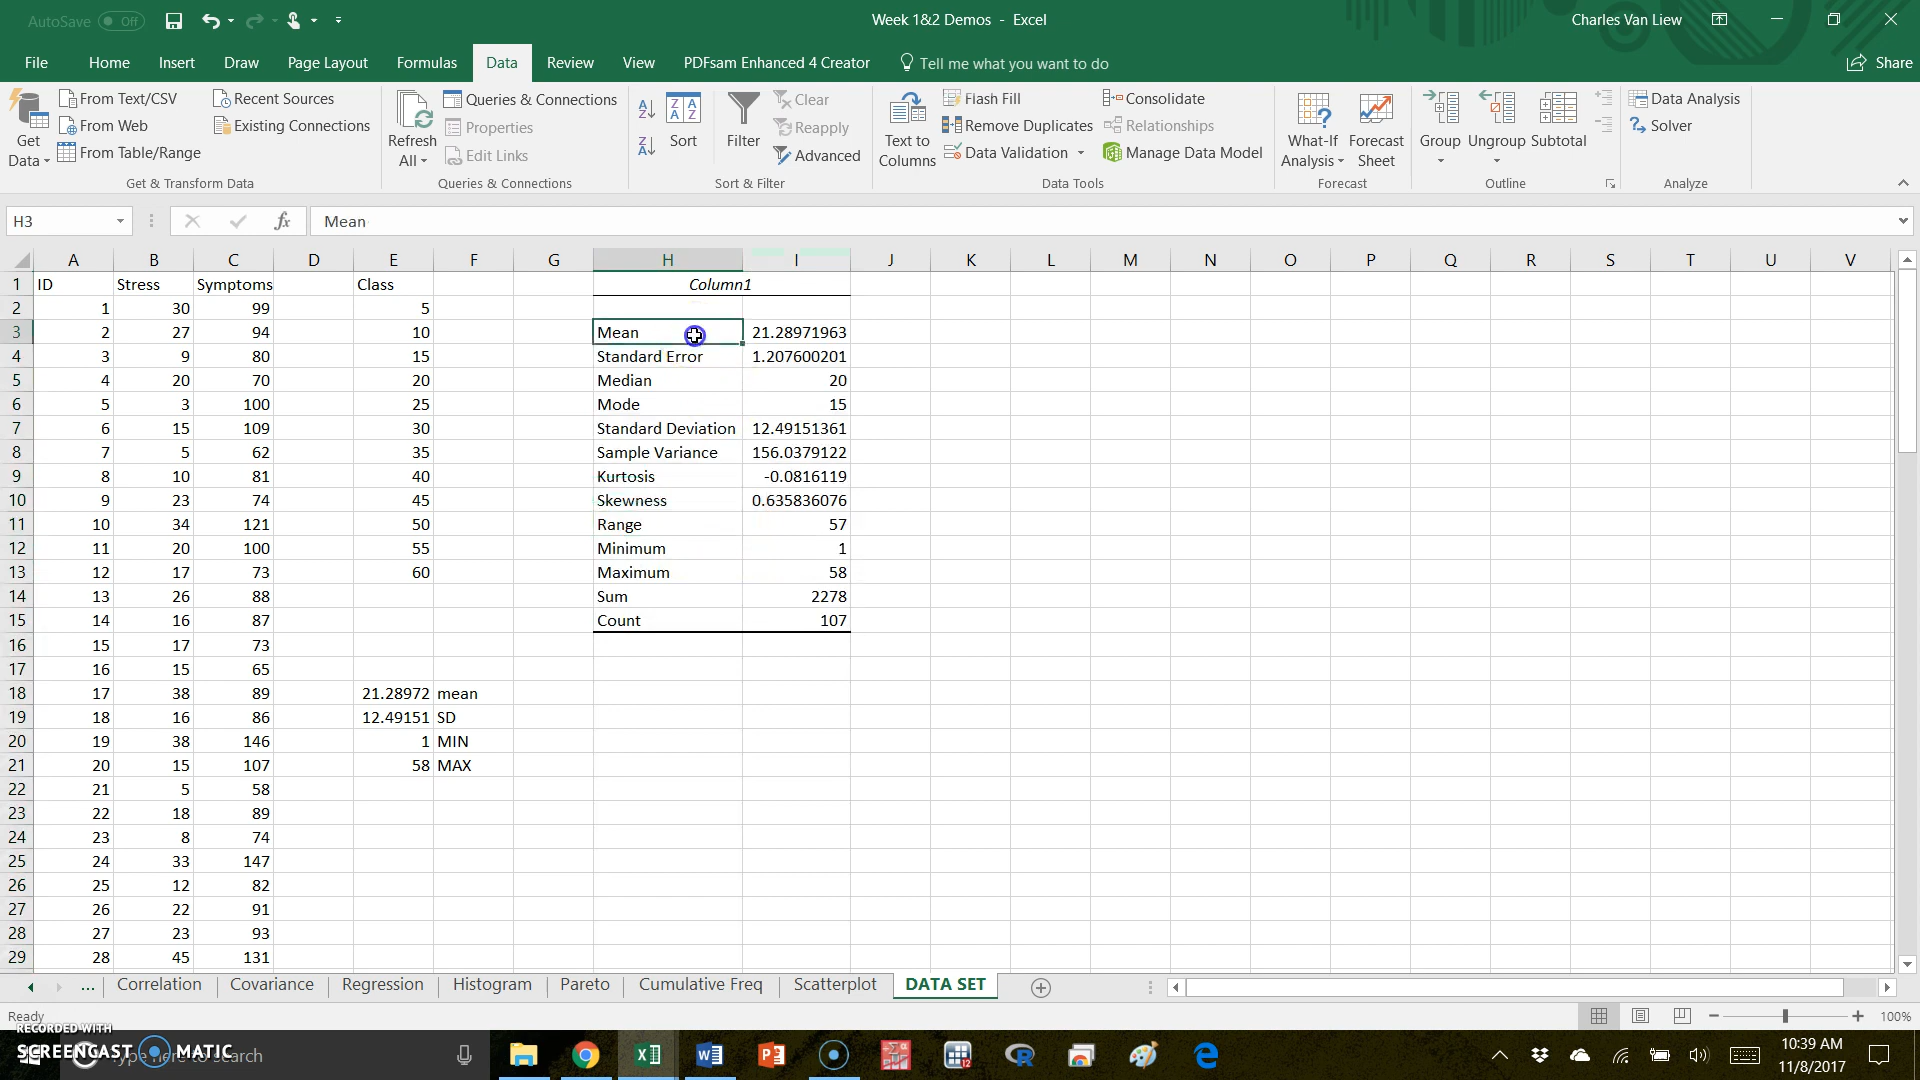 AutoSave Off
Week 1&2 Demos - Excel
Charles Van Liew
File Home Insert Draw Page Layout Formulas Data Review View PDFsam Enhanced 4 Creator Tell me what you want to do Share
Get Data
From Text/CSV
From Web
From Table/Range
Recent Sources
Existing Connections
Get & Transform Data
Refresh All
Queries & Connections
Properties
Edit Links
Queries & Connections
Sort
Filter
Clear
Reapply
Advanced
Sort & Filter
Text to Columns
Flash Fill
Remove Duplicates
Data Validation
Consolidate
Relationships
Manage Data Model
Data Tools
What-If Analysis
Forecast Sheet
Forecast
Group
Ungroup
Subtotal
Outline
Data Analysis
Solver
Analyze
H3 fx Mean
A B C D E F G H I J K L M N O P Q R S T U V
1 ID Stress Symptoms Class Column1
2 1 30 99 5
3 2 27 94 10 Mean 21.28971963
4 3 9 80 15 Standard Error 1.207600201
5 4 20 70 20 Median 20
6 5 3 100 25 Mode 15
7 6 15 109 30 Standard Deviation 12.49151361
8 7 5 62 35 Sample Variance 156.0379122
9 8 10 81 40 Kurtosis -0.0816119
10 9 23 74 45 Skewness 0.635836076
11 10 34 121 50 Range 57
12 11 20 100 55 Minimum 1
13 12 17 73 60 Maximum 58
14 13 26 88 Sum 2278
15 14 16 87 Count 107
16 15 17 73
17 16 15 65
18 17 38 89 21.28972 mean
19 18 16 86 12.49151 SD
20 19 38 146 1 MIN
21 20 15 107 58 MAX
22 21 5 58
23 22 18 89
24 23 8 74
25 24 33 147
26 25 12 82
27 26 22 91
28 27 23 93
29 28 45 131
... Correlation Covariance Regression Histogram Pareto Cumulative Freq Scatterplot DATA SET
Ready
100%
RECORDED WITH
SCREENCAST MATIC
Type here to search
10:39 AM
11/8/2017